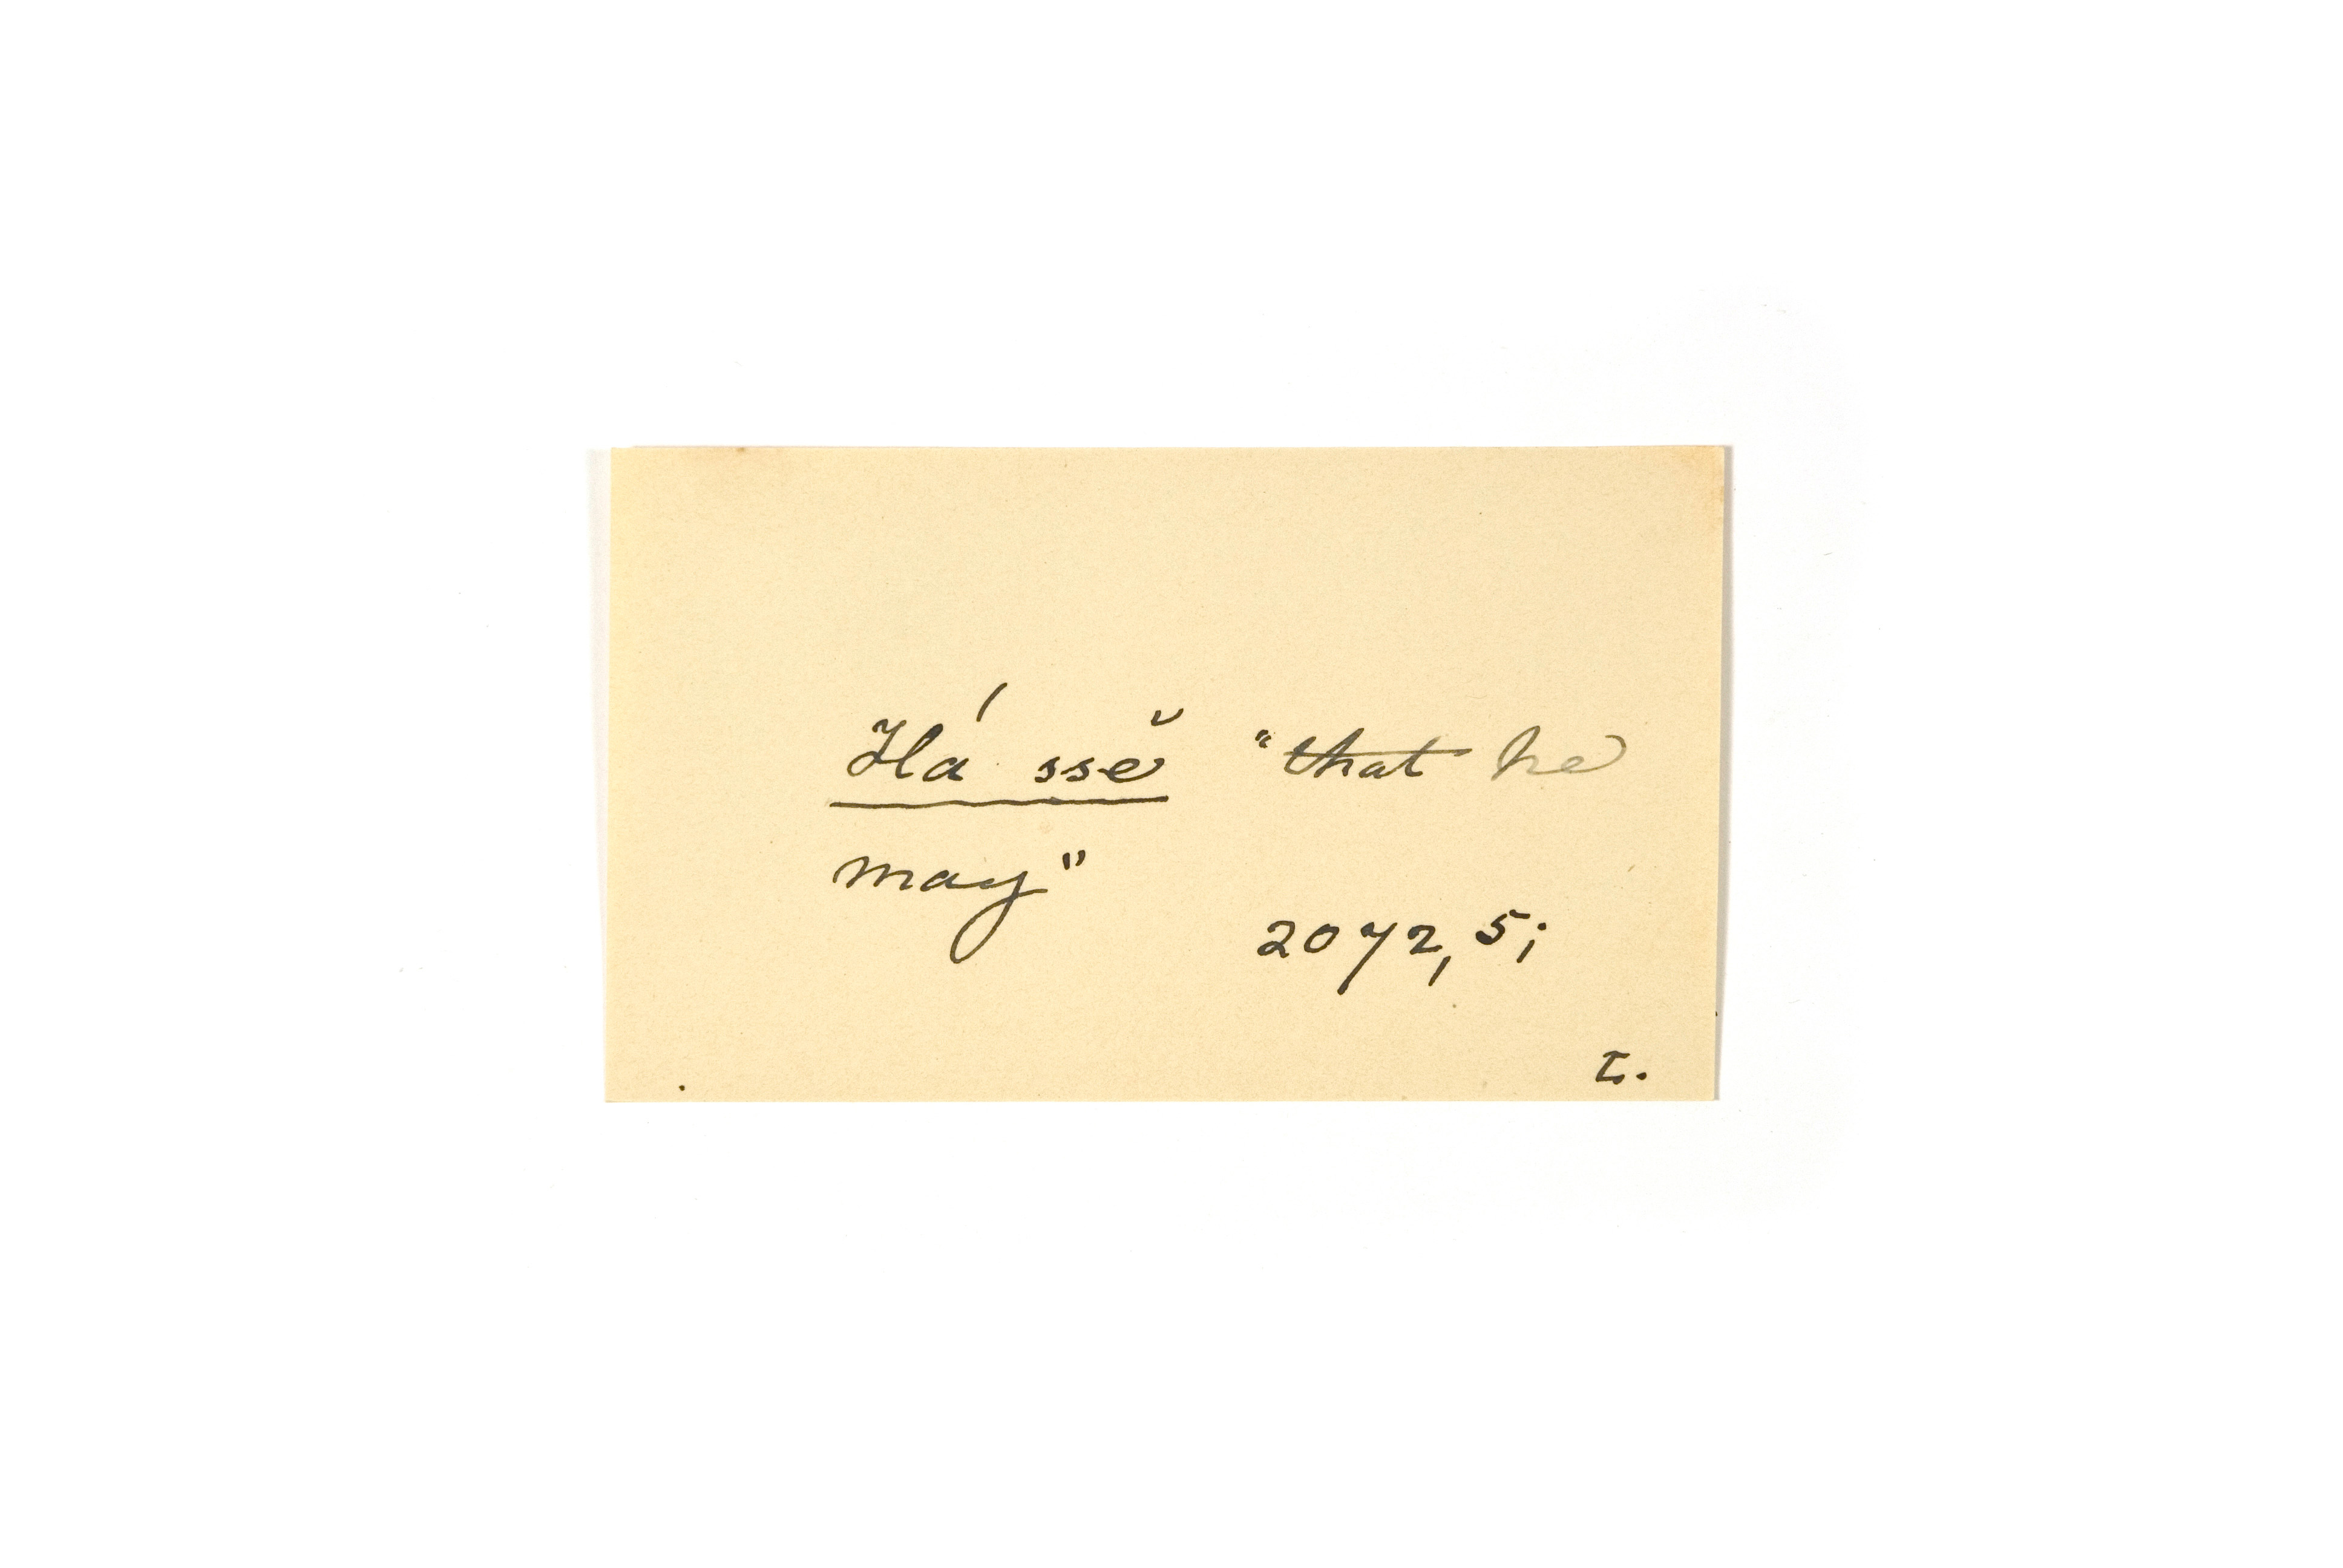 Há ssĕ "that he
may"
2072, 5;
I.